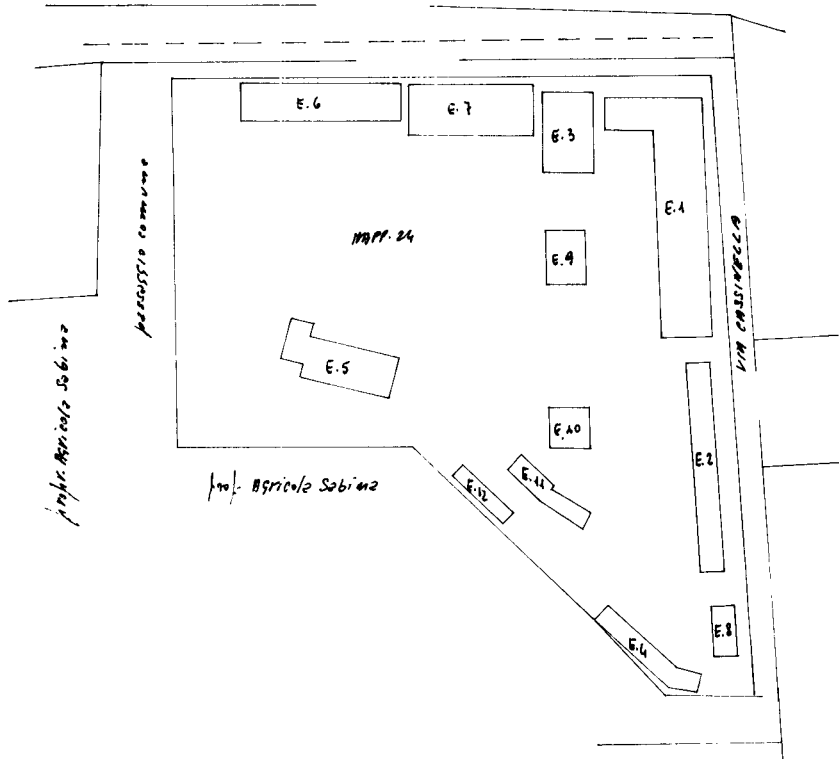 E.6
E.7
E.3
E.1
passaggio comune
MAPP. 24
E.9
VIA CASSINELLA
E.5
propr. Agricola Sabina
E.10
E.2
prop. Agricola Sabina
E.12
E.11
E.8
E.4